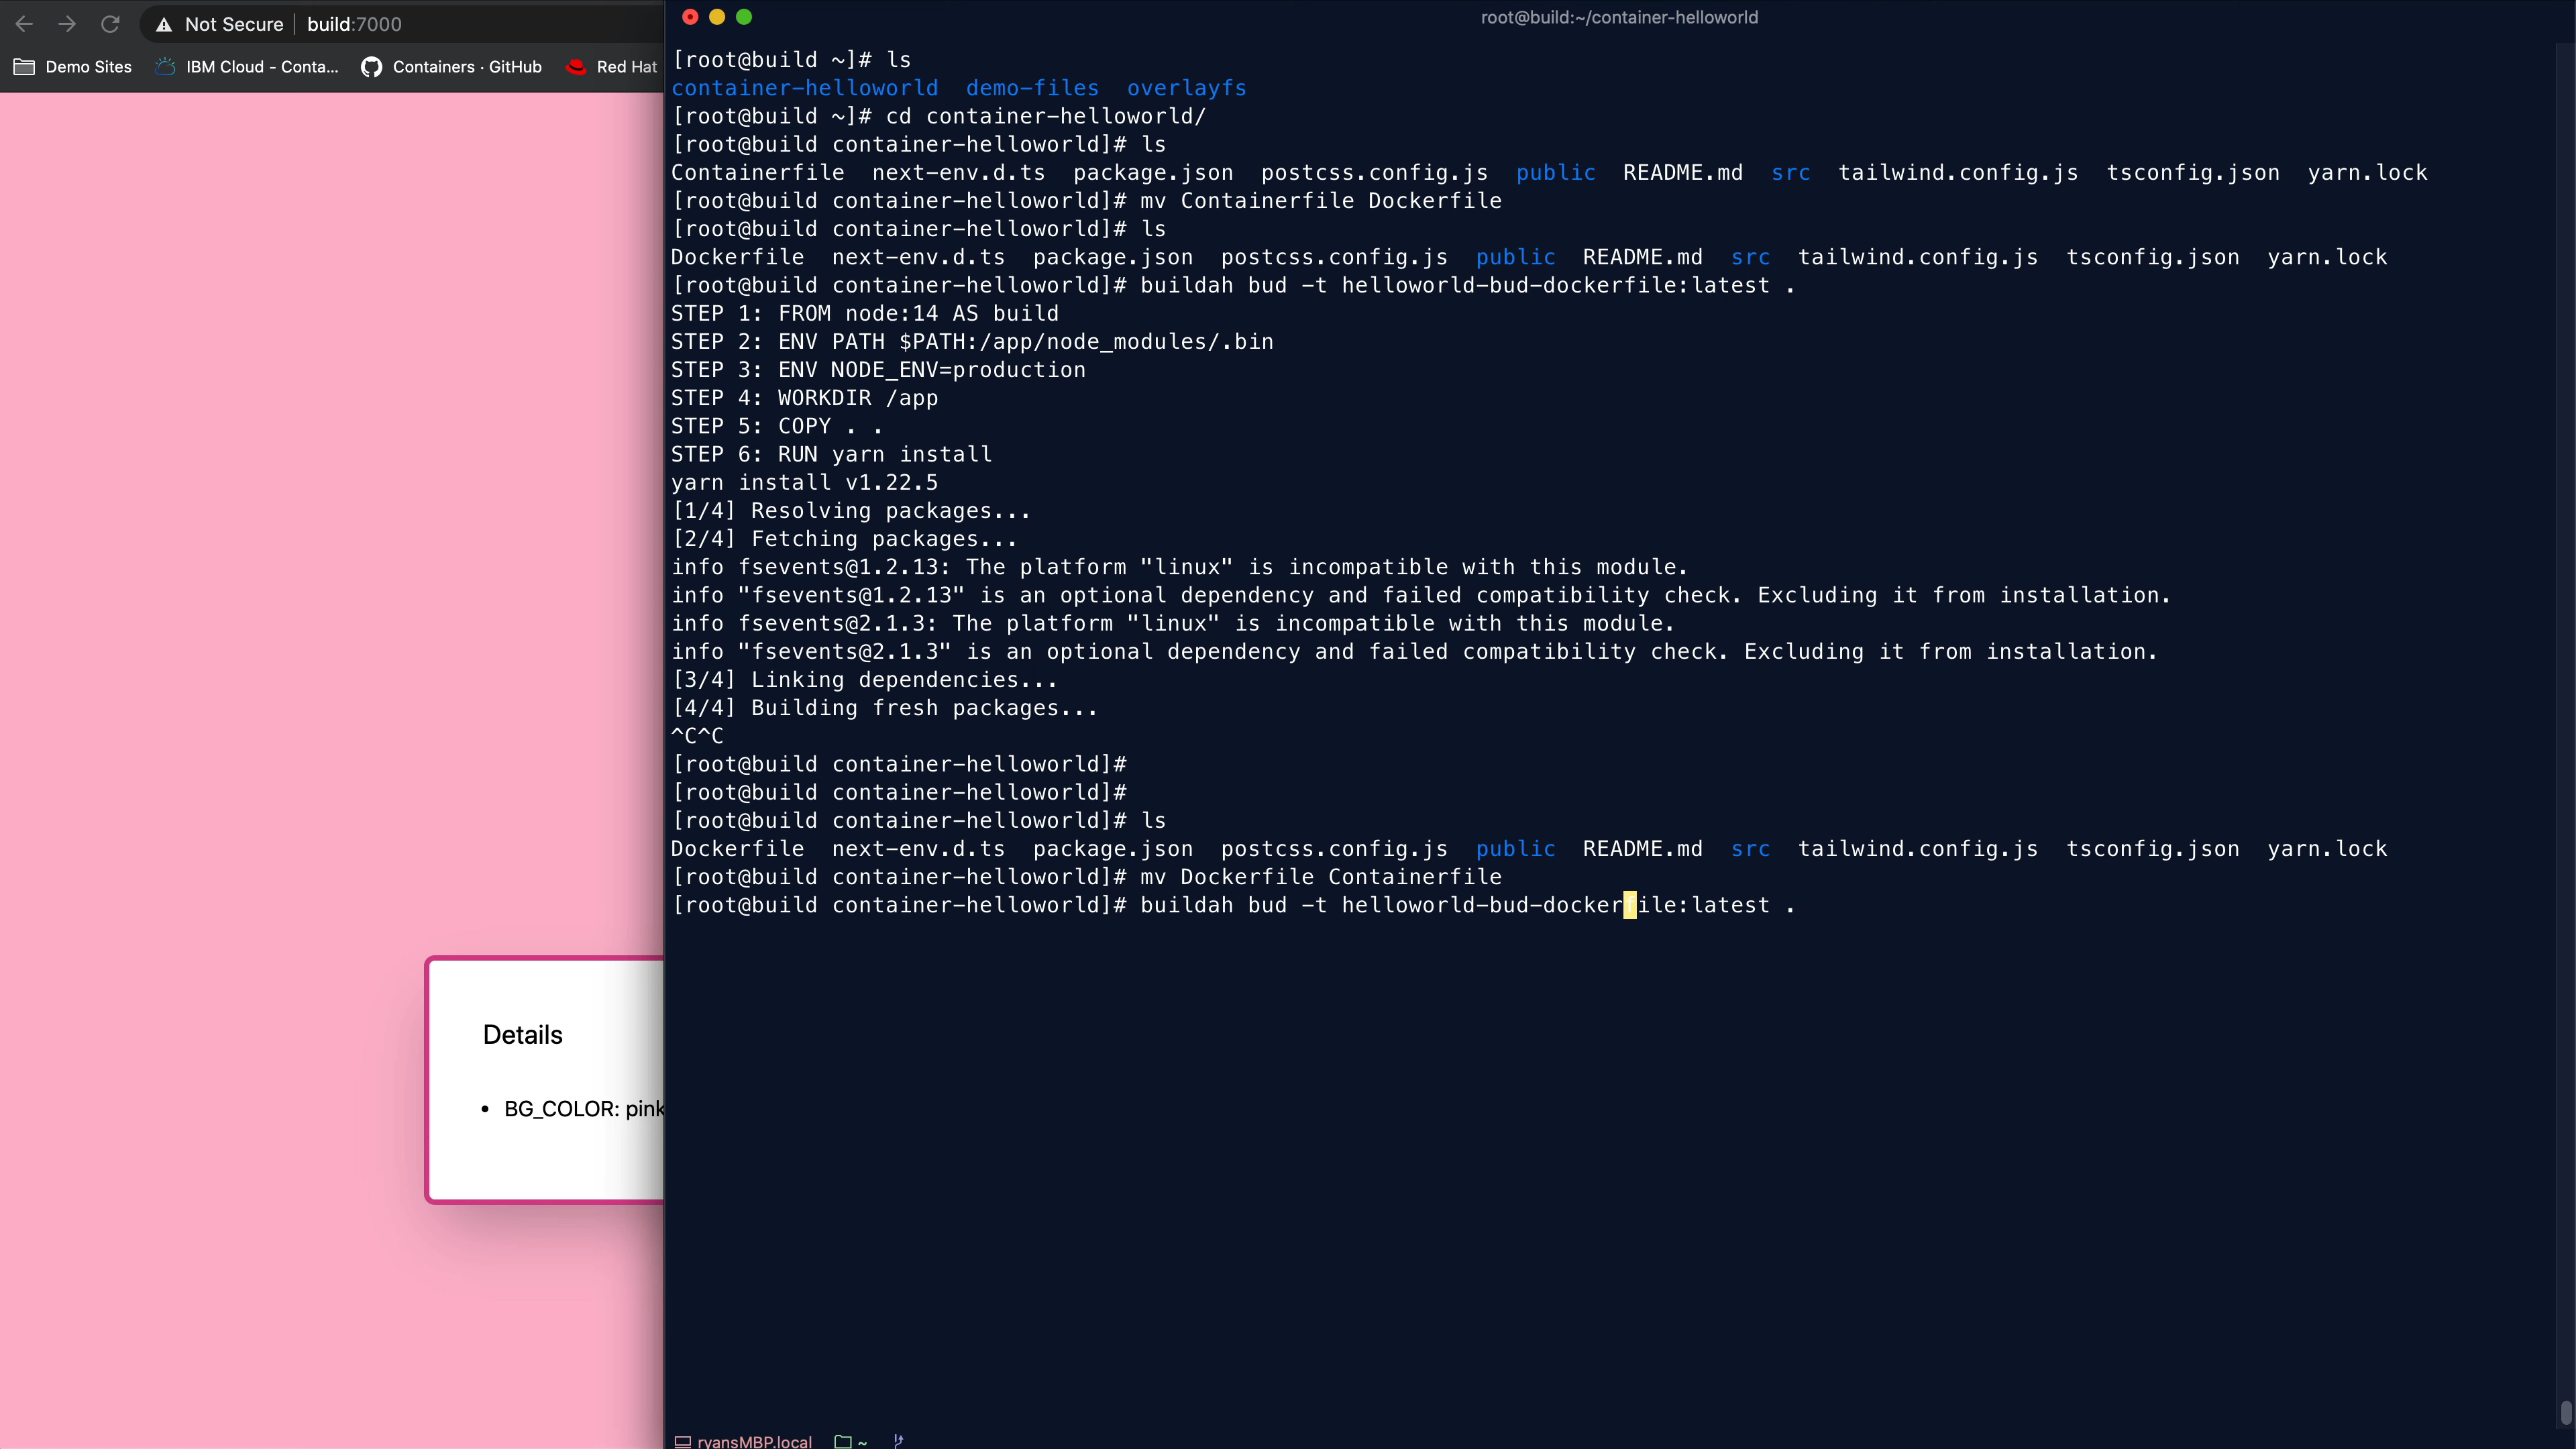 Not Secure | build:7000
Demo Sites IBM Cloud - Conta... Containers · GitHub Red Hat
Details
• BG_COLOR: pink
root@build:~/container-helloworld
[root@build ~]# ls
container-helloworld demo-files overlayfs
[root@build ~]# cd container-helloworld/
[root@build container-helloworld]# ls
Containerfile next-env.d.ts package.json postcss.config.js public README.md src tailwind.config.js tsconfig.json yarn.lock
[root@build container-helloworld]# mv Containerfile Dockerfile
[root@build container-helloworld]# ls
Dockerfile next-env.d.ts package.json postcss.config.js public README.md src tailwind.config.js tsconfig.json yarn.lock
[root@build container-helloworld]# buildah bud -t helloworld-bud-dockerfile:latest .
STEP 1: FROM node:14 AS build
STEP 2: ENV PATH $PATH:/app/node_modules/.bin
STEP 3: ENV NODE_ENV=production
STEP 4: WORKDIR /app
STEP 5: COPY . .
STEP 6: RUN yarn install
yarn install v1.22.5
[1/4] Resolving packages...
[2/4] Fetching packages...
info fsevents@1.2.13: The platform "linux" is incompatible with this module.
info "fsevents@1.2.13" is an optional dependency and failed compatibility check. Excluding it from installation.
info fsevents@2.1.3: The platform "linux" is incompatible with this module.
info "fsevents@2.1.3" is an optional dependency and failed compatibility check. Excluding it from installation.
[3/4] Linking dependencies...
[4/4] Building fresh packages...
^C^C
[root@build container-helloworld]#
[root@build container-helloworld]#
[root@build container-helloworld]# ls
Dockerfile next-env.d.ts package.json postcss.config.js public README.md src tailwind.config.js tsconfig.json yarn.lock
[root@build container-helloworld]# mv Dockerfile Containerfile
[root@build container-helloworld]# buildah bud -t helloworld-bud-dockerfile:latest .
ryansMBP.local ~